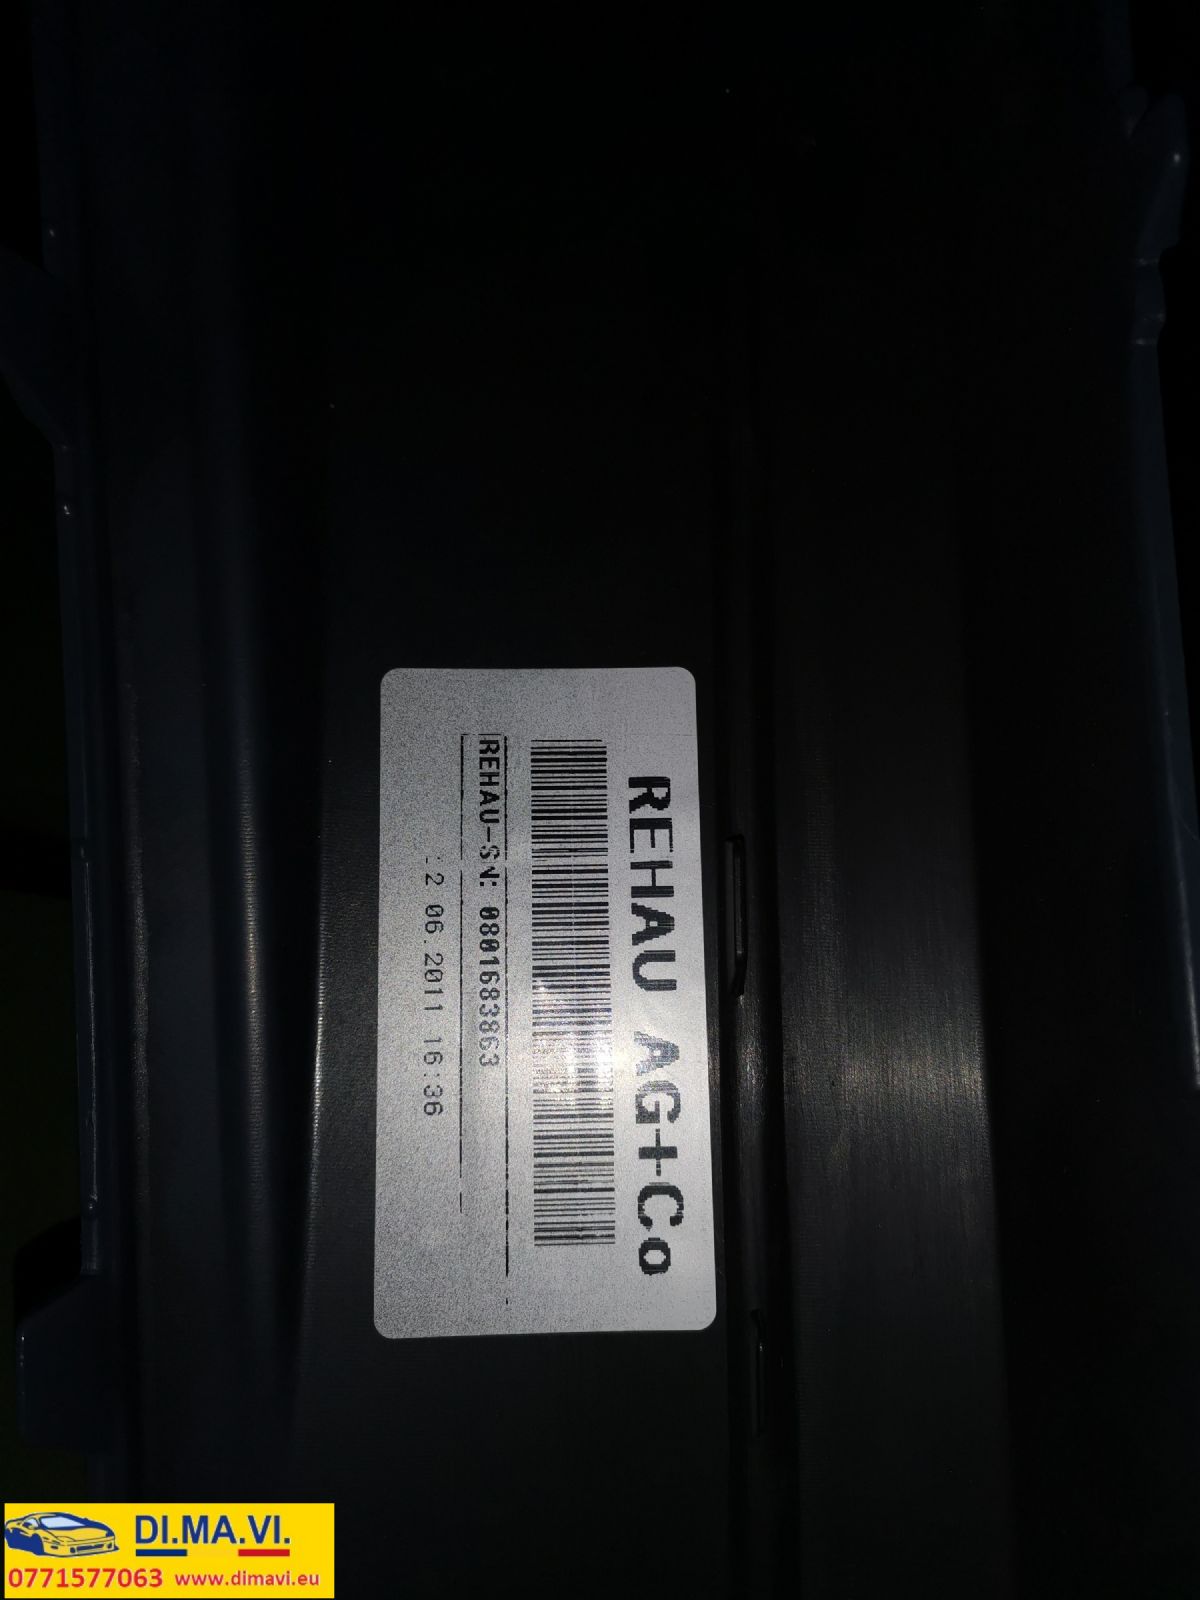 REHAU AG+Co
REHAU-SN: 0801683863
2 06.2011 16:36
DI.MA.VI.
0771577063 www.dimavi.eu